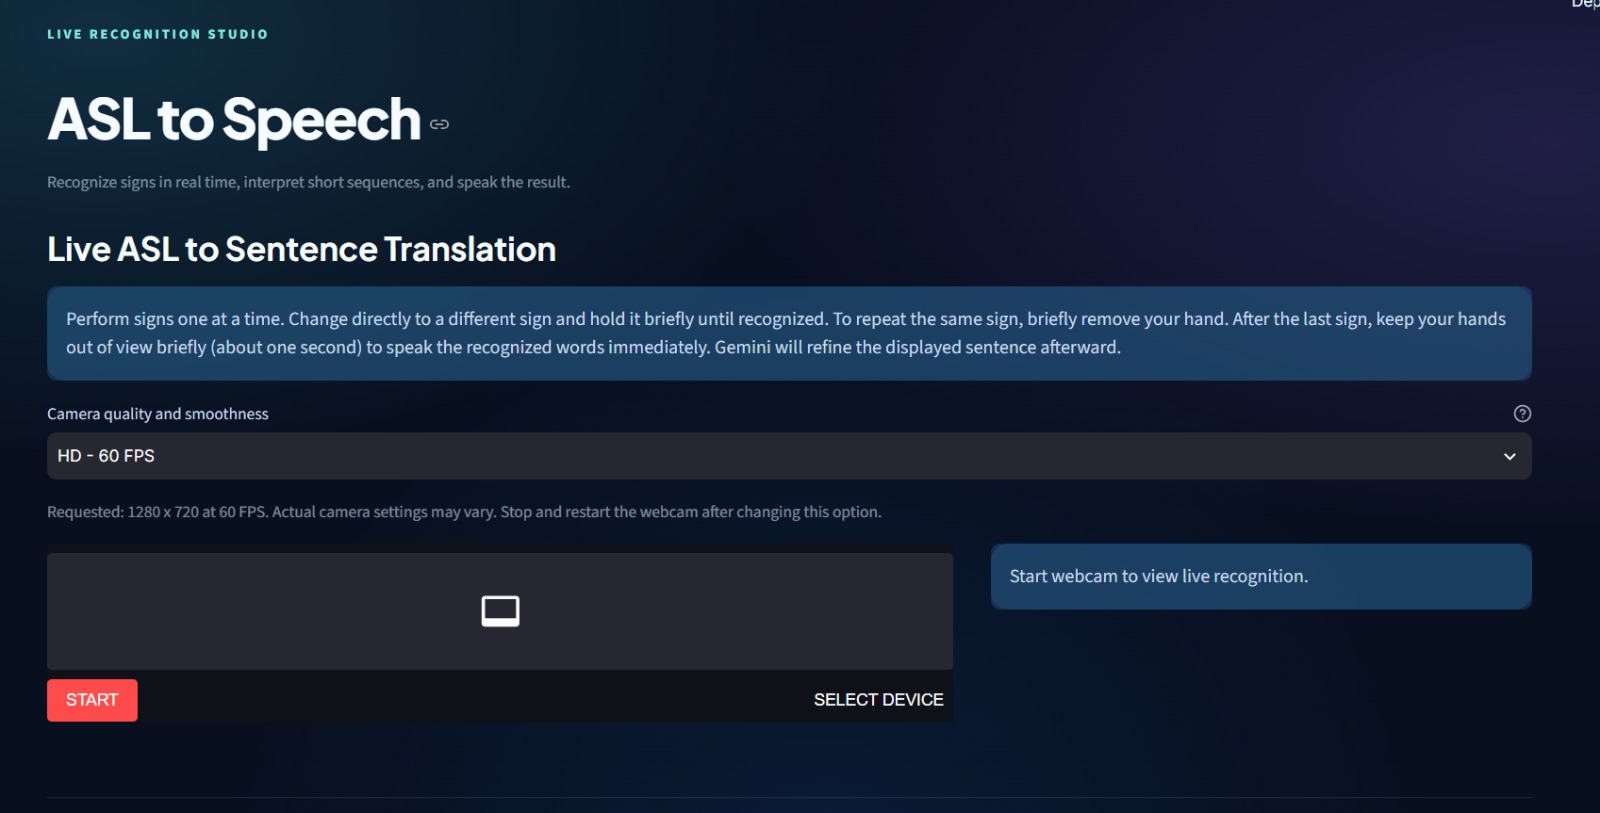 Dep
LIVE RECOGNITION STUDIO
ASL to Speech
Recognize signs in real time, interpret short sequences, and speak the result.
Live ASL to Sentence Translation
Perform signs one at a time. Change directly to a different sign and hold it briefly until recognized. To repeat the same sign, briefly remove your hand. After the last sign, keep your hands
out of view briefly (about one second) to speak the recognized words immediately. Gemini will refine the displayed sentence afterward.
Camera quality and smoothness
HD - 60 FPS
Requested: 1280 x 720 at 60 FPS. Actual camera settings may vary. Stop and restart the webcam after changing this option.
Start webcam to view live recognition.
START
SELECT DEVICE